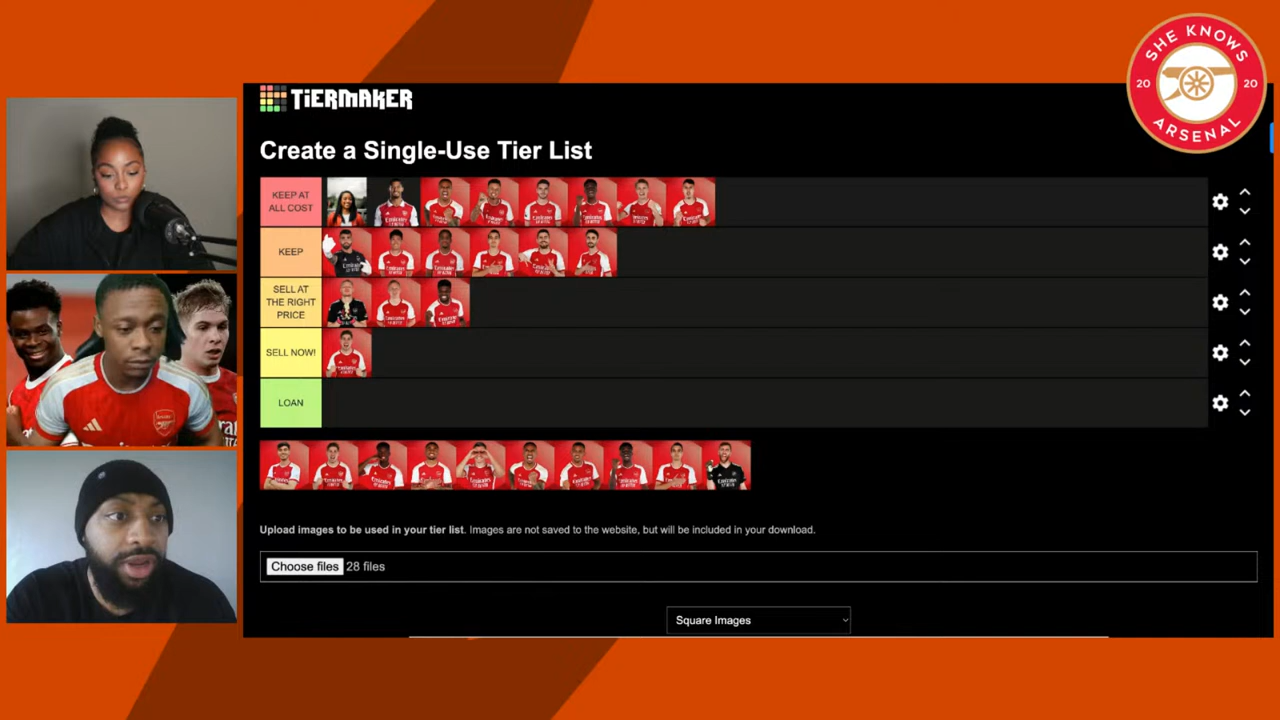 SHE KNOWS
20 20
ARSENAL
TiERMAKER
Create a Single-Use Tier List
KEEP AT
ALL COST
KEEP
SELL AT
THE RIGHT
PRICE
SELL NOW!
LOAN
Upload images to be used in your tier list. Images are not saved to the website, but will be included in your download.
Choose files 28 files
Square Images